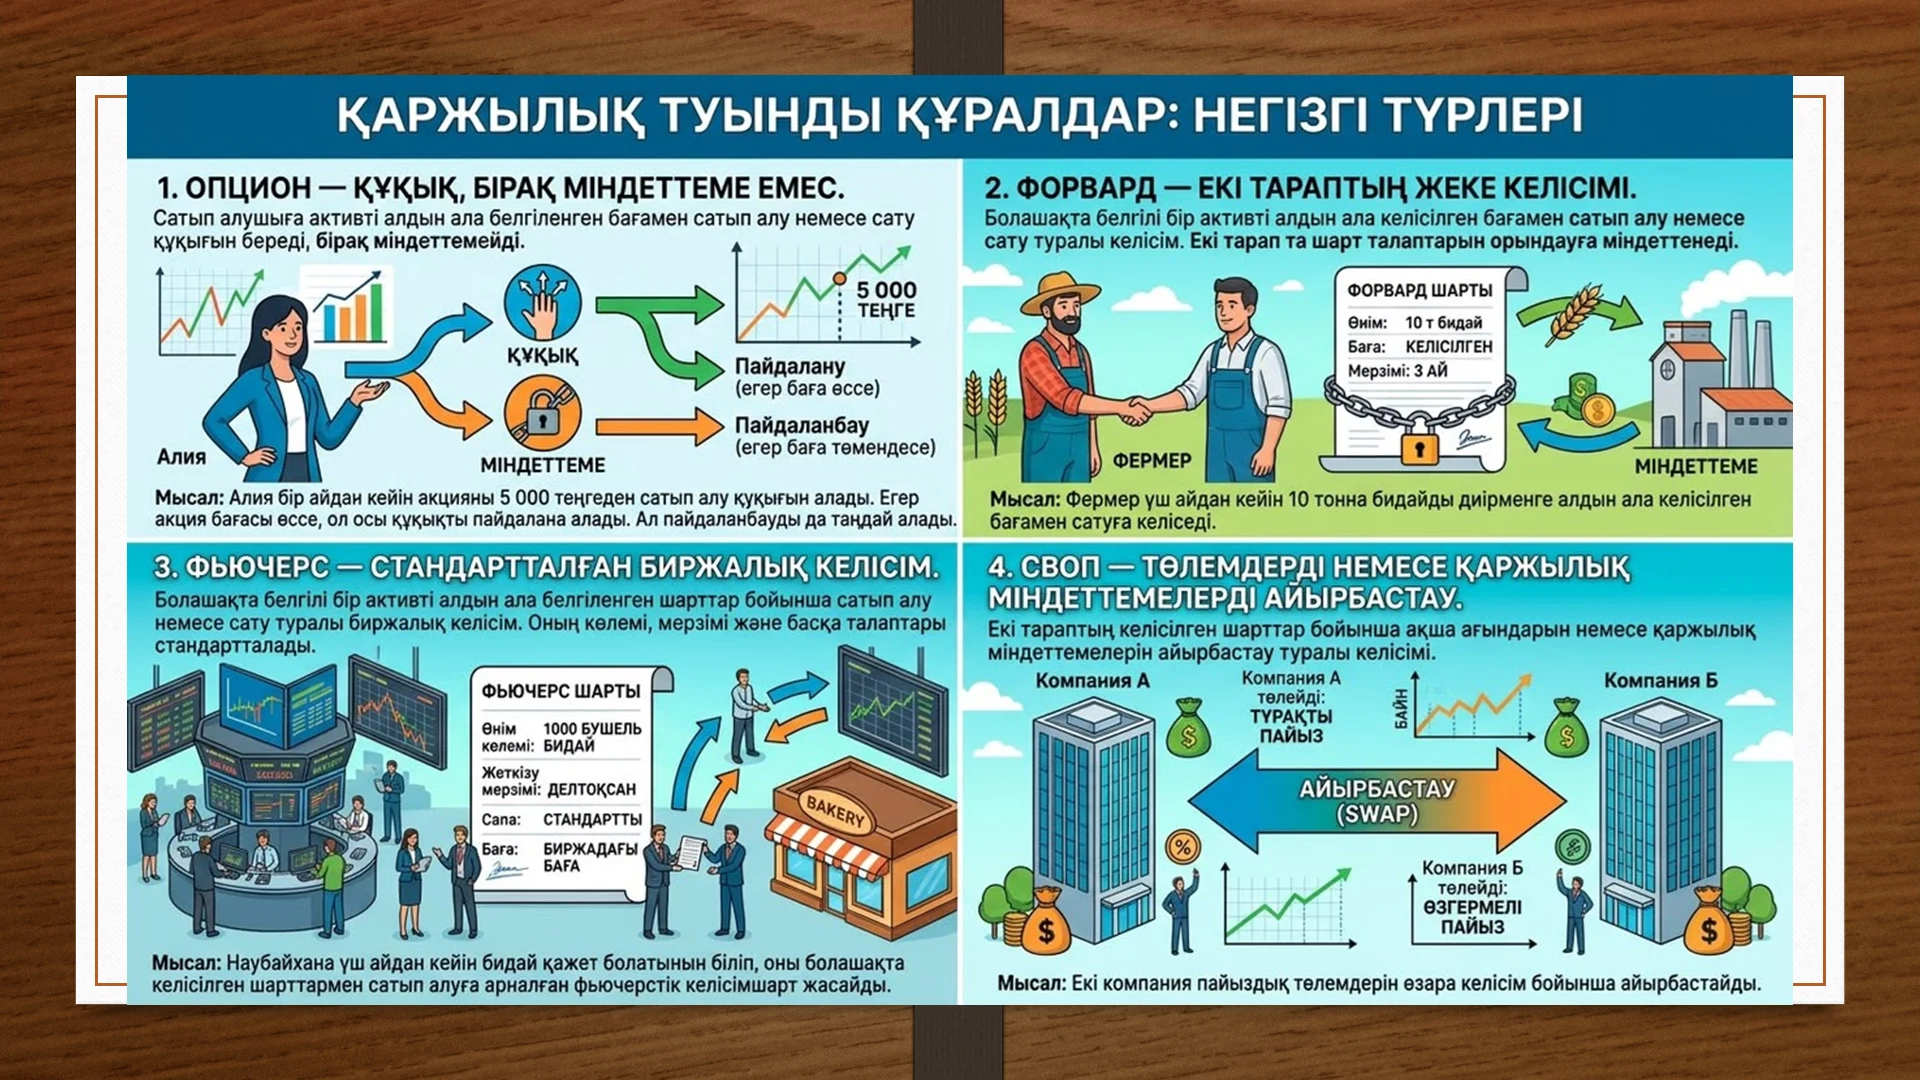 ҚАРЖЫЛЫҚ ТУЫНДЫ ҚҰРАЛДАР: НЕГІЗГІ ТҮРЛЕРІ
1. ОПЦИОН — ҚҰҚЫҚ, БІРАҚ МІНДЕТТЕМЕ ЕМЕС.
Сатып алушыға активті алдын ала белгіленген бағамен сатып алу немесе сату
құқығын береді, бірақ міндеттемейді.
5 000
ТЕҢГЕ
ҚҰҚЫҚ
Пайдалану
(егер баға өссе)
Пайдаланбау
(егер баға төмендесе)
Алия
МІНДЕТТЕМЕ
Мысал: Алия бір айдан кейін акцияны 5 000 теңгеден сатып алу құқығын алады. Егер
акция бағасы өссе, ол осы құқықты пайдалана алады. Ал пайдаланбауды да таңдай алады.
2. ФОРВАРД — ЕКІ ТАРАПТЫҢ ЖЕКЕ КЕЛІСІМІ.
Болашақта белгілі бір активті алдын ала келісілген бағамен сатып алу немесе
сату туралы келісім. Екі тарап та шарт талаптарын орындауға міндеттенеді.
ФОРВАРД ШАРТЫ
Өнім: 10 т бидай
Баға: КЕЛІСІЛГЕН
Мерзімі: 3 АЙ
ФЕРМЕР
МІНДЕТТЕМЕ
Мысал: Фермер үш айдан кейін 10 тонна бидайды диірменге алдын ала келісілген
бағамен сатуға келіседі.
3. ФЬЮЧЕРС — СТАНДАРТТАЛҒАН БИРЖАЛЫҚ КЕЛІСІМ.
Болашақта белгілі бір активті алдын ала белгіленген шарттар бойынша сатып алу
немесе сату туралы биржалық келісім. Оның көлемі, мерзімі және басқа талаптары
стандартталады.
ФЬЮЧЕРС ШАРТЫ
Өнім 1000 БУШЕЛЬ
көлемі: БИДАЙ
Жеткізу
мерзімі: ДЕЛТОҚСАН
Сапа: СТАНДАРТТЫ
Баға: БИРЖАДАҒЫ
БАҒА
BAKERY
Мысал: Наубайхана үш айдан кейін бидай қажет болатынын біліп, оны болашақта
келісілген шарттармен сатып алуға арналған фьючерстік келісімшарт жасайды.
4. СВОП — ТӨЛЕМДЕРДІ НЕМЕСЕ ҚАРЖЫЛЫҚ
МІНДЕТТЕМЕЛЕРДІ АЙЫРБАСТАУ.
Екі тараптың келісілген шарттар бойынша ақша ағындарын немесе қаржылық
міндеттемелерін айырбастау туралы келісімі.
Компания А
Компания А
төлейді:
ТҰРАҚТЫ
ПАЙЫЗ
БАЙН
Компания Б
$
$
АЙЫРБАСТАУ
(SWAP)
%
Компания Б
төлейді:
ӨЗГЕРМЕЛІ
ПАЙЫЗ
$
$
Мысал: Екі компания пайыздық төлемдерін өзара келісім бойынша айырбастайды.